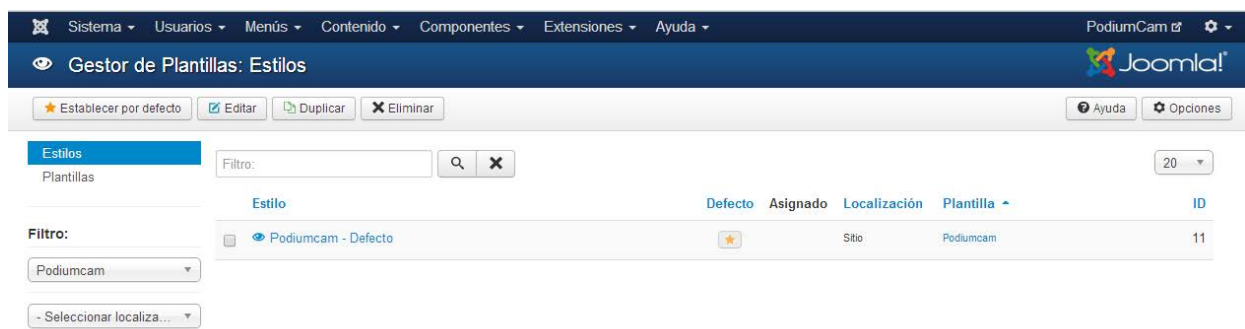 Sistema Usuarios Menús Contenido Componentes Extensiones Ayuda PodiumCam
Gestor de Plantillas: Estilos Joomla!
Establecer por defecto Editar Duplicar Eliminar Ayuda Opciones
Estilos
Plantillas
Filtro: 20
Estilo Defecto Asignado Localización Plantilla ID
Podiumcam - Defecto Sitio Podiumcam 11
Filtro:
Podiumcam
- Seleccionar localiza...